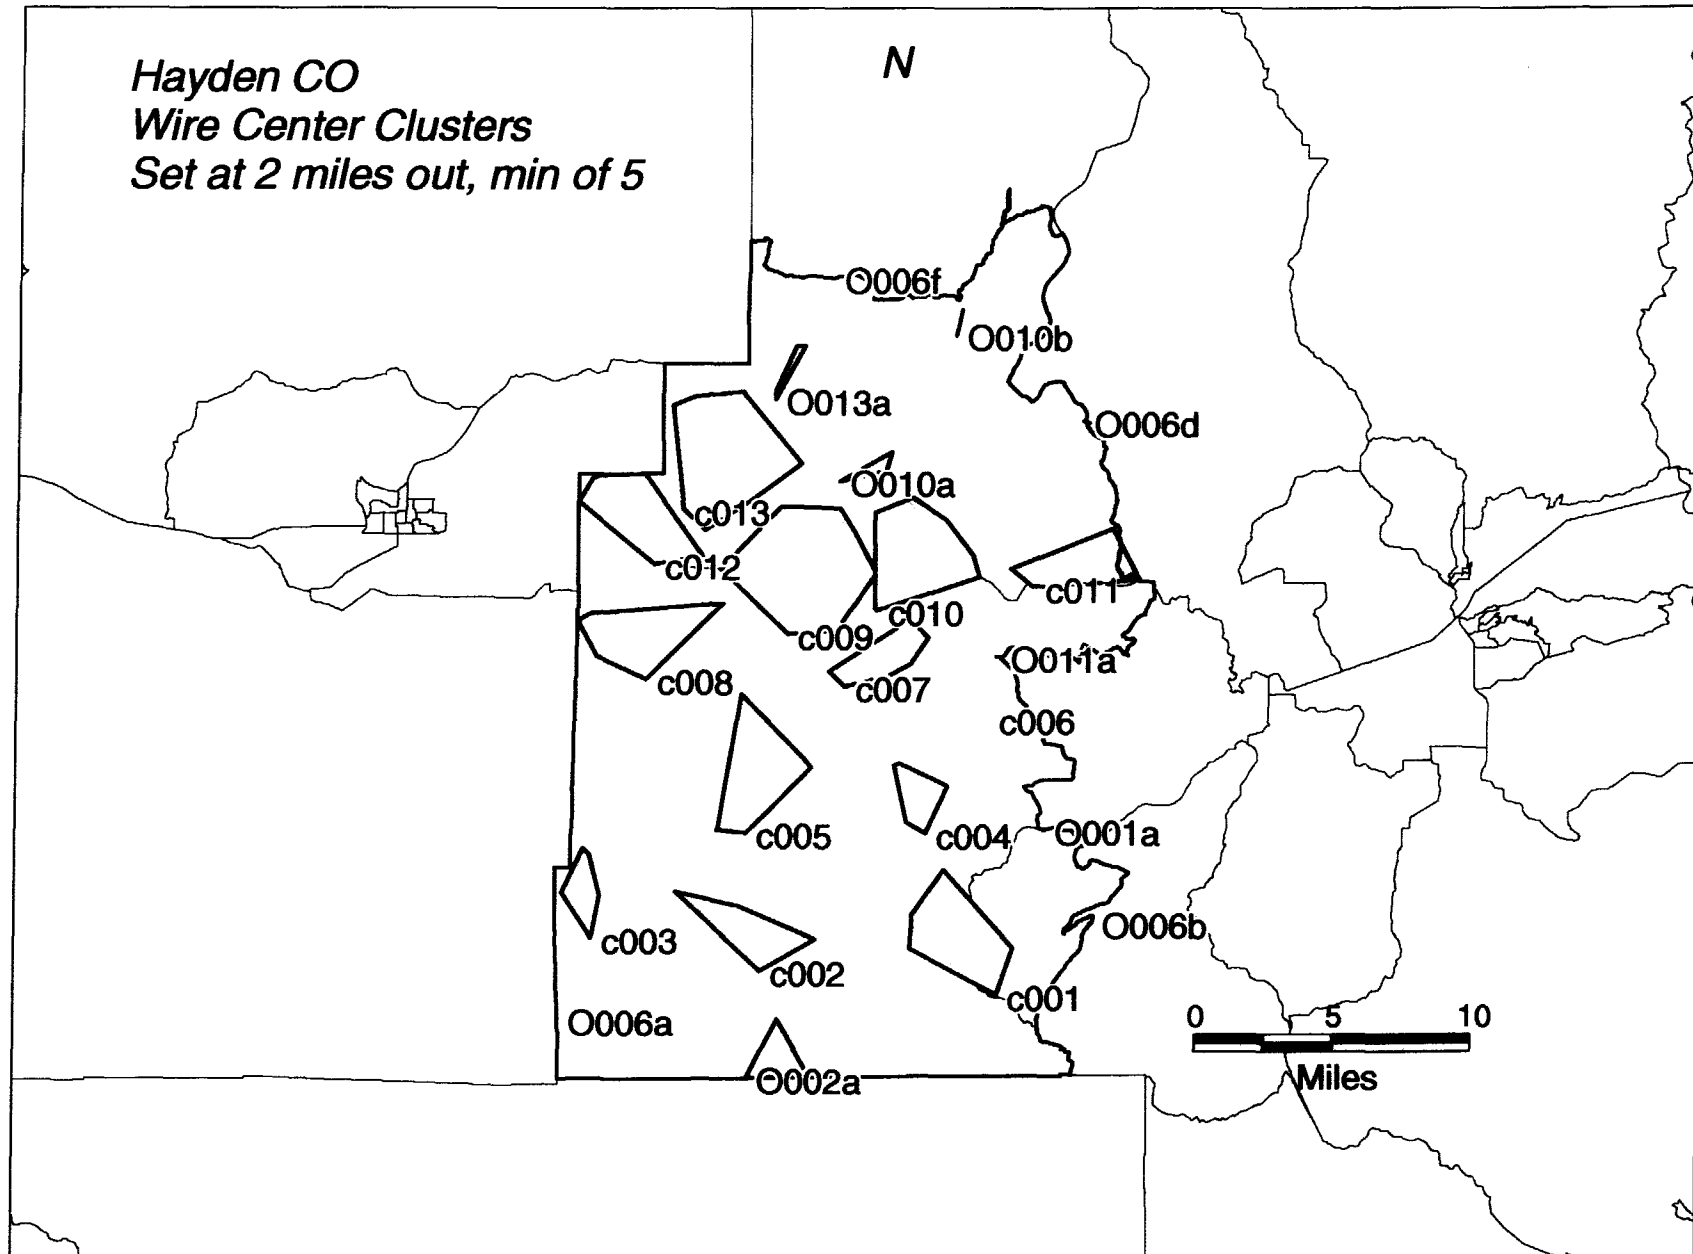 Hayden CO
Wire Center Clusters
Set at 2 miles out, min of 5
N
O006f
O010b
O013a
O006d
O010a
c013
c012
c011
c010
c009
O011a
c008
c007
c006
c005
c004
O001a
O006b
c003
c002
c001
O006a
0 5 10
Miles
O002a